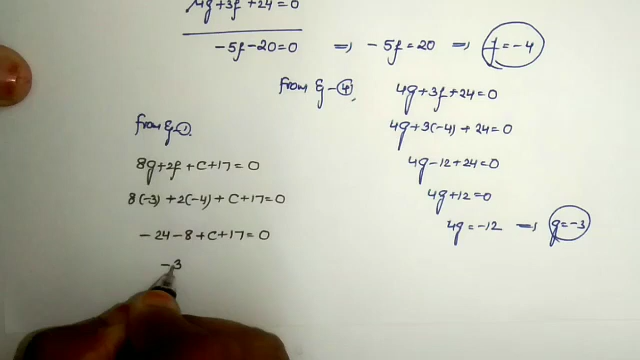 4g+3f+24=0
-5f-20=0 ⟹ -5f=20 ⟹ f=-4
from Eq-④, 4g+3f+24=0
4g+3(-4)+24=0
4g-12+24=0
4g+12=0
4g=-12 ⟹ g=-3
from Eq-①,
8g+2f+c+17=0
8(-3)+2(-4)+c+17=0
-24-8+c+17=0
-3